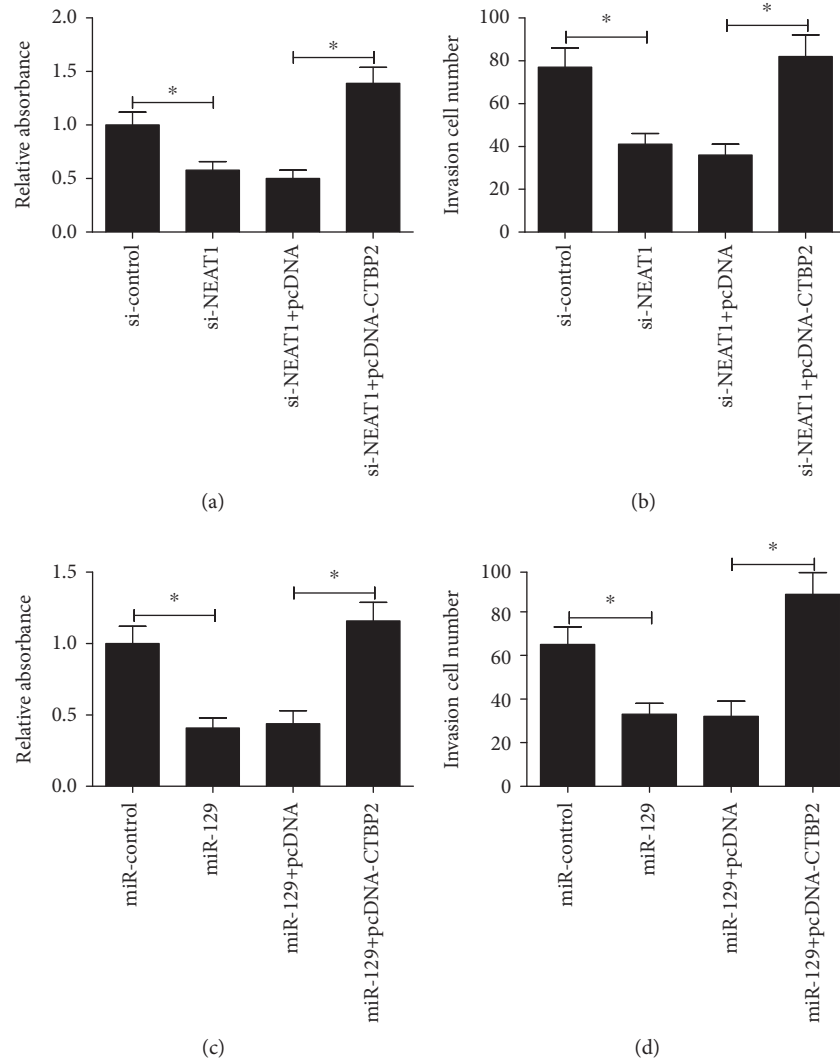 Relative absorbance
2.0
1.5
1.0
0.5
0.0
*
*
si-control
si-NEAT1
si-NEAT1+pcDNA
si-NEAT1+pcDNA-CTBP2
(a)
Invasion cell number
100
80
60
40
20
0
*
*
si-control
si-NEAT1
si-NEAT1+pcDNA
si-NEAT1+pcDNA-CTBP2
(b)
Relative absorbance
1.5
1.0
0.5
0.0
*
*
miR-control
miR-129
miR-129+pcDNA
miR-129+pcDNA-CTBP2
(c)
Invasion cell number
100
80
60
40
20
0
*
*
miR-control
miR-129
miR-129+pcDNA
miR-129+pcDNA-CTBP2
(d)